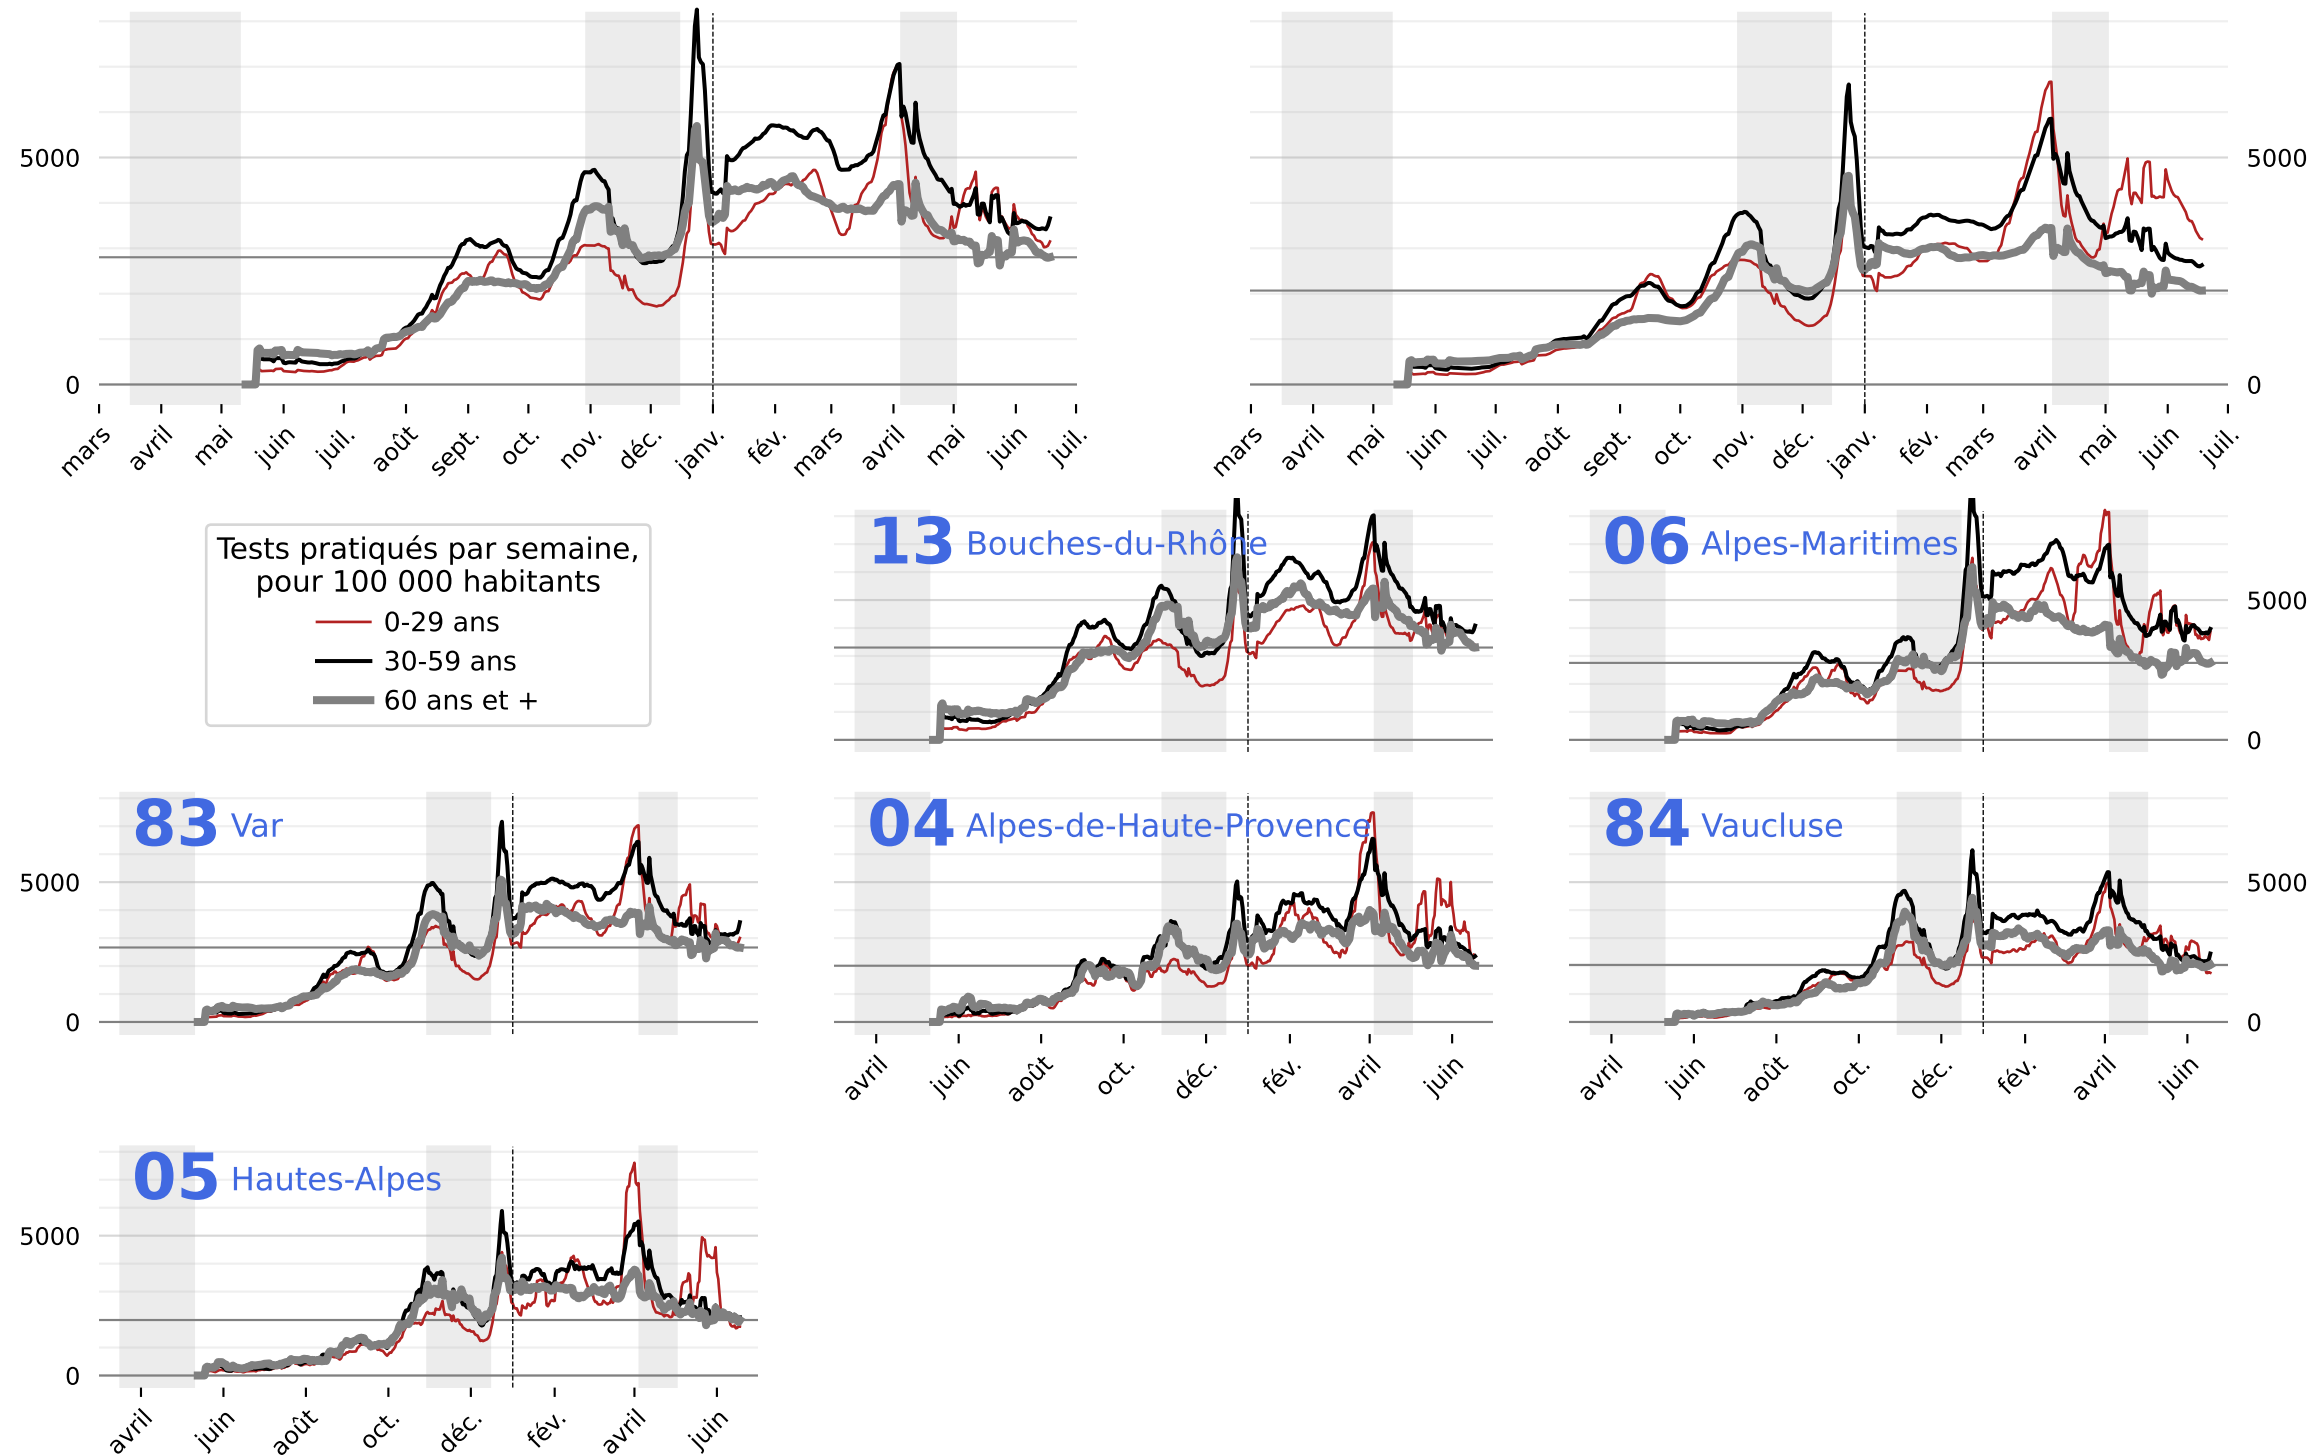 5000
5000
0
0
mars avril mai juin juil. août sept. oct. nov. déc. janv. fév. mars avril mai juin juil.
mars avril mai juin juil. août sept. oct. nov. déc. janv. fév. mars avril mai juin juil.
Tests pratiqués par semaine,
pour 100 000 habitants
0-29 ans
30-59 ans
60 ans et +
13 Bouches-du-Rhône
06 Alpes-Maritimes
5000
0
83 Var
5000
0
04 Alpes-de-Haute-Provence
avril juin août oct. déc. fév. avril juin
84 Vaucluse
5000
0
avril juin août oct. déc. fév. avril juin
05 Hautes-Alpes
5000
0
avril juin août oct. déc. fév. avril juin